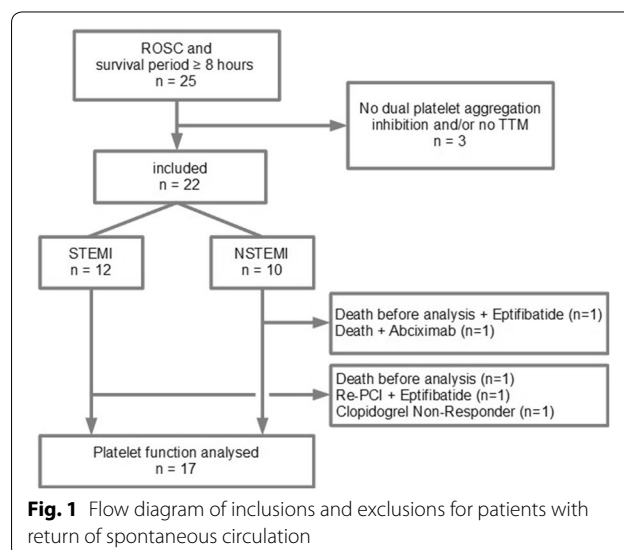 ROSC and
survival period ≥ 8 hours
n = 25
No dual platelet aggregation
inhibition and/or no TTM
n = 3
included
n = 22
STEMI
n = 12
NSTEMI
n = 10
Death before analysis + Eptifibatide (n=1)
Death + Abciximab (n=1)
Death before analysis (n=1)
Re-PCI + Eptifibatide (n=1)
Clopidogrel Non-Responder (n=1)
Platelet function analysed
n = 17
Fig. 1 Flow diagram of inclusions and exclusions for patients with
return of spontaneous circulation